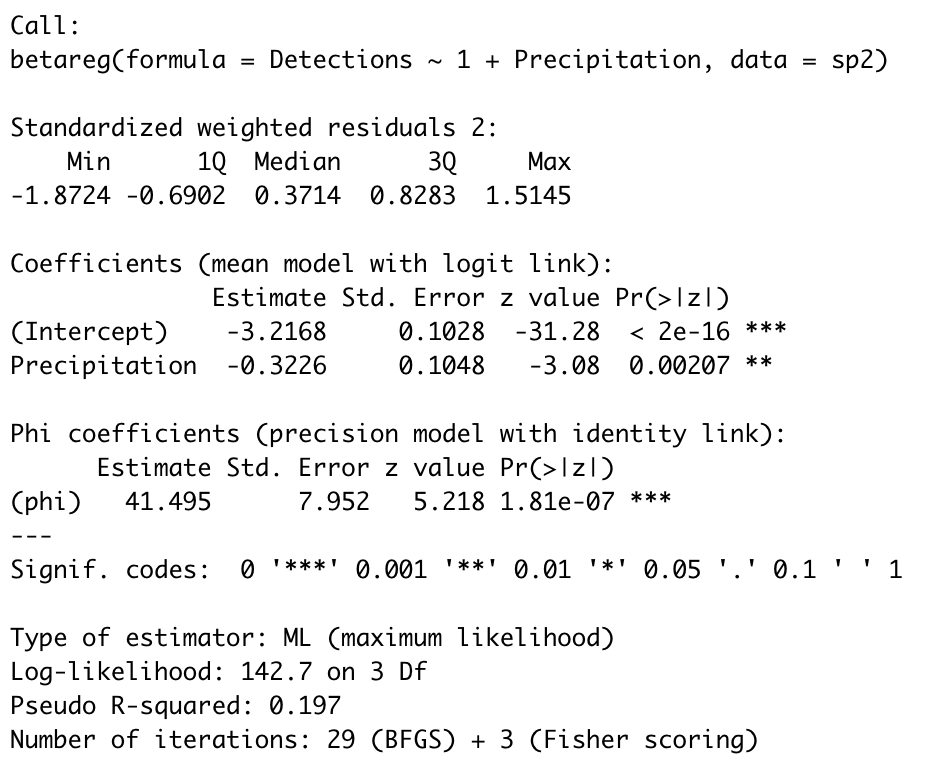 Call:
betareg(formula = Detections ~ 1 + Precipitation, data = sp2)
Standardized weighted residuals 2:
    Min      1Q  Median      3Q     Max
-1.8724 -0.6902  0.3714  0.8283  1.5145
Coefficients (mean model with logit link):
              Estimate Std. Error z value Pr(>|z|)
(Intercept)    -3.2168     0.1028  -31.28  < 2e-16 ***
Precipitation  -0.3226     0.1048   -3.08  0.00207 **
Phi coefficients (precision model with identity link):
      Estimate Std. Error z value Pr(>|z|)
(phi)   41.495      7.952   5.218 1.81e-07 ***
---
Signif. codes:  0 '***' 0.001 '**' 0.01 '*' 0.05 '.' 0.1 ' ' 1
Type of estimator: ML (maximum likelihood)
Log-likelihood: 142.7 on 3 Df
Pseudo R-squared: 0.197
Number of iterations: 29 (BFGS) + 3 (Fisher scoring)